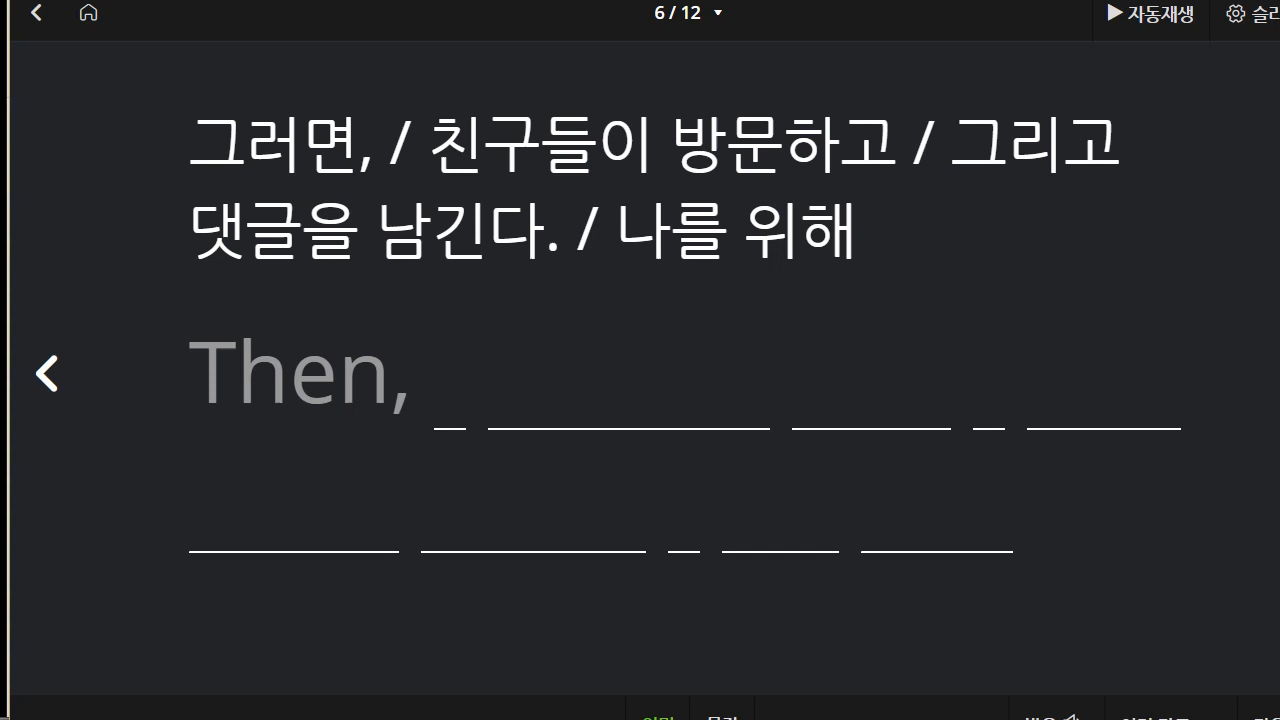 6 / 12
자동재생
그러면, / 친구들이 방문하고 / 그리고
댓글을 남긴다. / 나를 위해
Then,